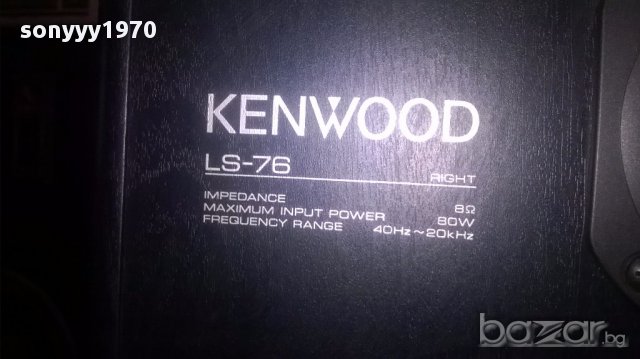 sonyyy1970
KENWOOD
LS-76 RIGHT
IMPEDANCE 8Ω
MAXIMUM INPUT POWER 80W
FREQUENCY RANGE 40Hz~20kHz
bazar.bg